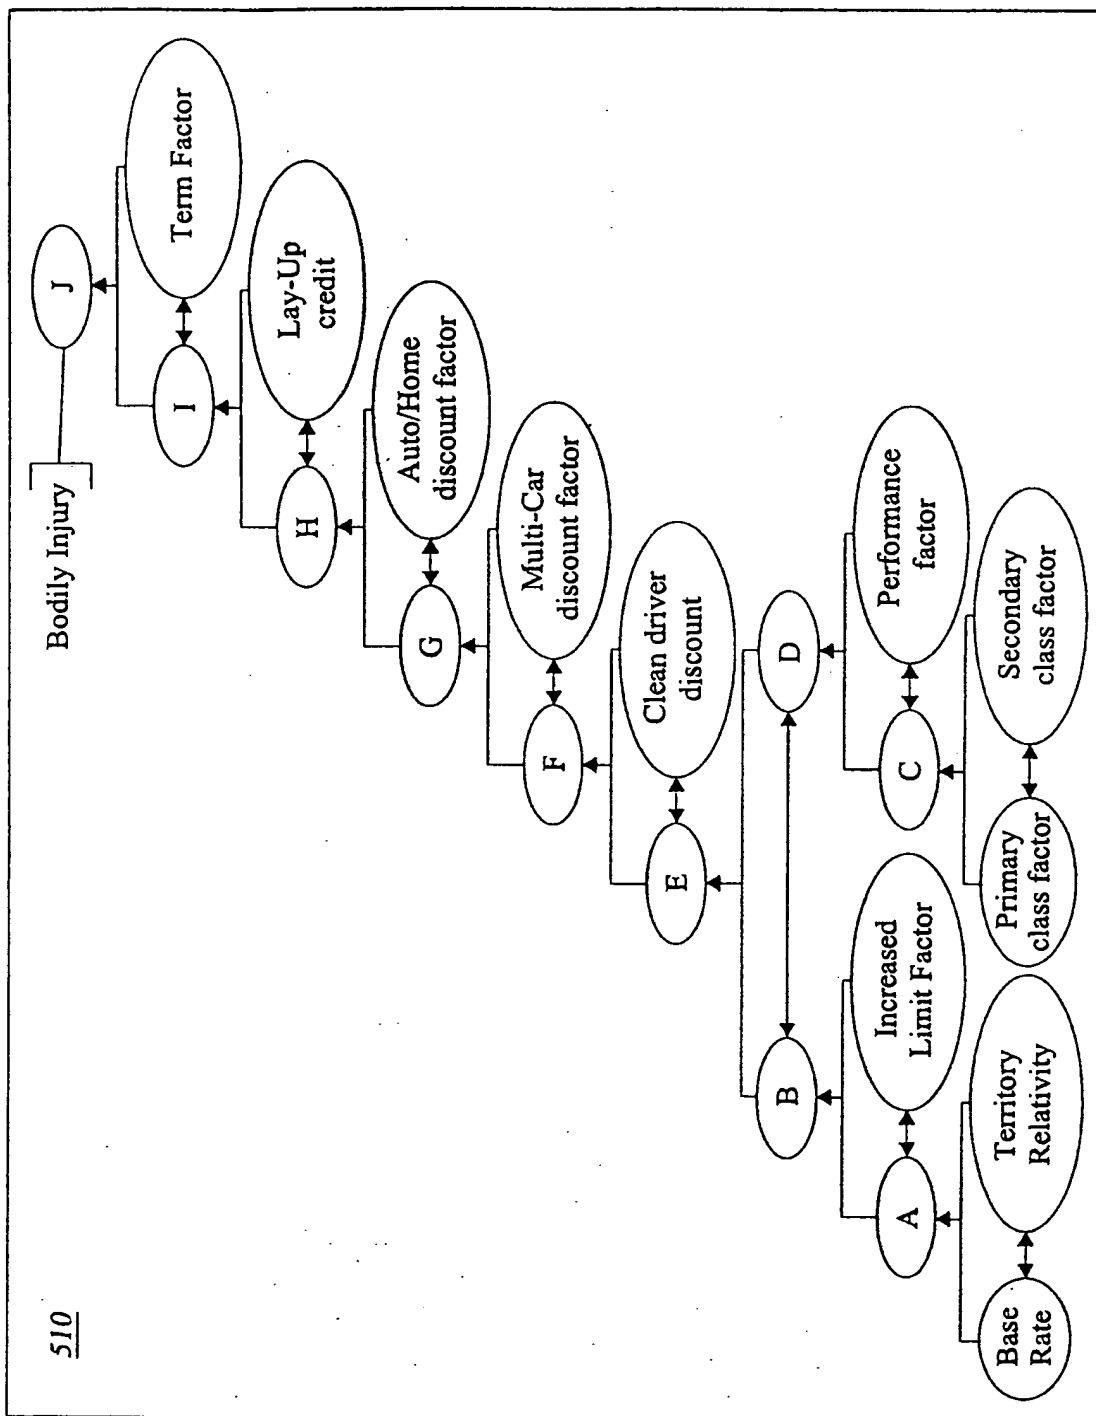 510
Bodily Injury
J
I
Term Factor
H
Lay-Up
credit
G
Auto/Home
discount factor
F
Multi-Car
discount factor
E
Clean driver
discount
B
D
A
Increased
Limit Factor
C
Performance
factor
Base
Rate
Territory
Relativity
Primary
class factor
Secondary
class factor